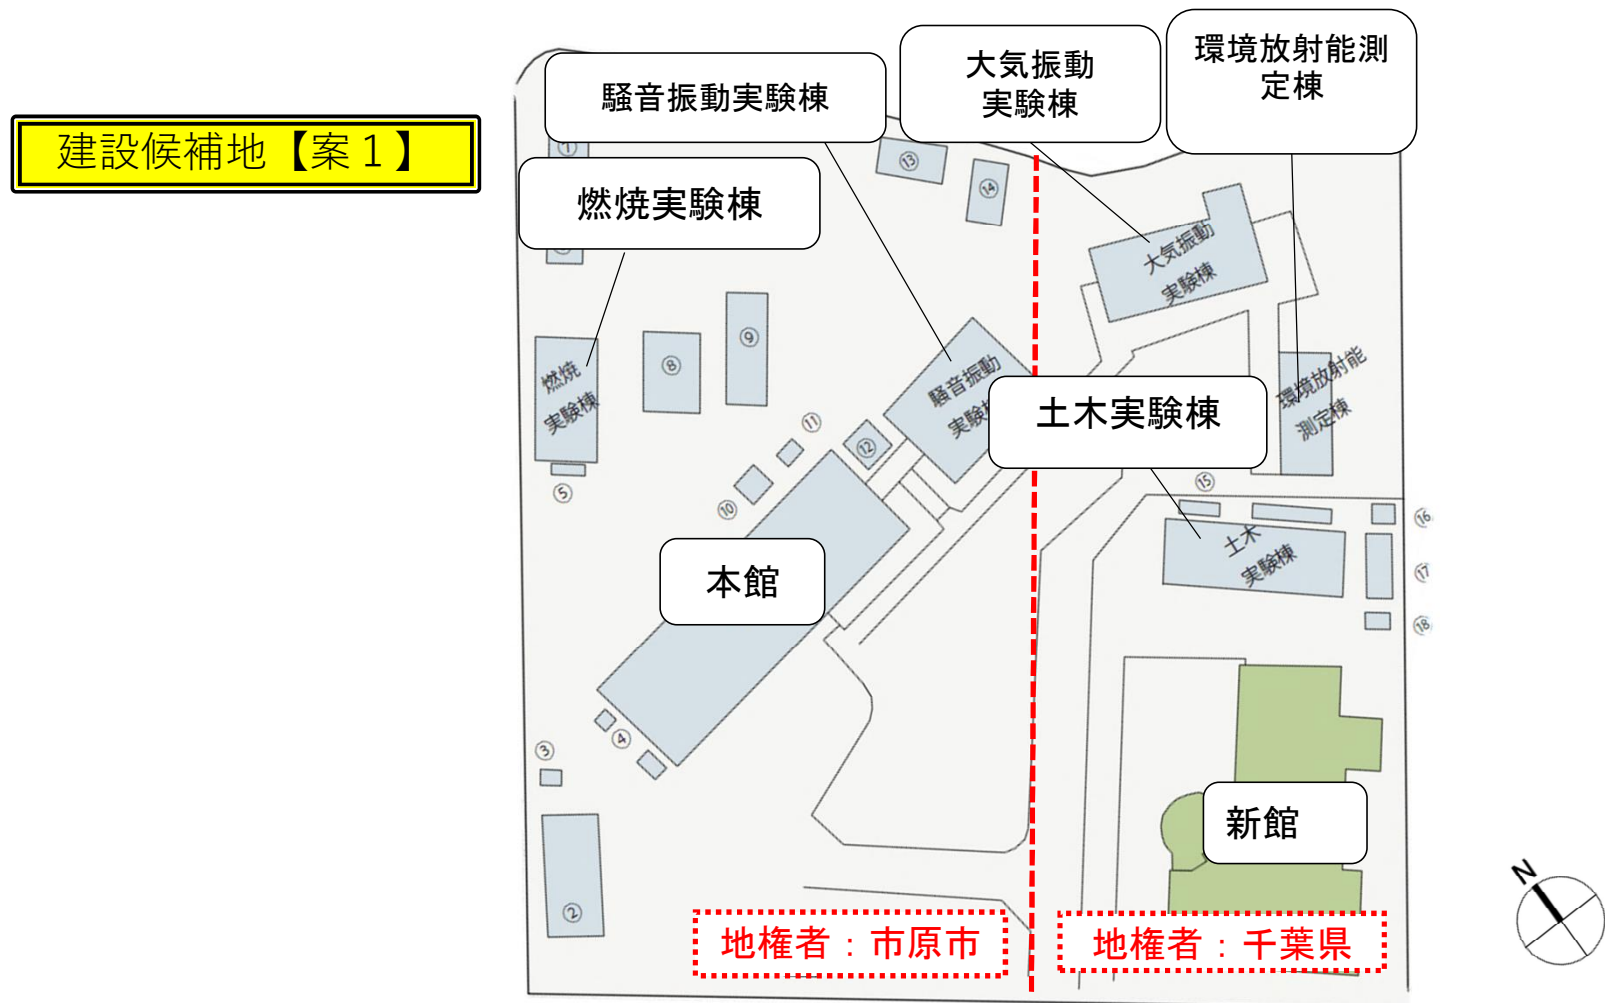 建設候補地【案１】
騒音振動実験棟
大気振動
実験棟
環境放射能測
定棟
燃焼実験棟
⑦
⑬
⑭
大気振動
実験棟
⑧
⑨
燃焼
実験棟
⑤
騒音振動
実験
環境放射能
測定棟
土木実験棟
⑩
⑪
⑫
⑮
⑯
⑰
⑱
土木
実験棟
本館
③
④
②
新館
地権者：市原市
地権者：千葉県
N